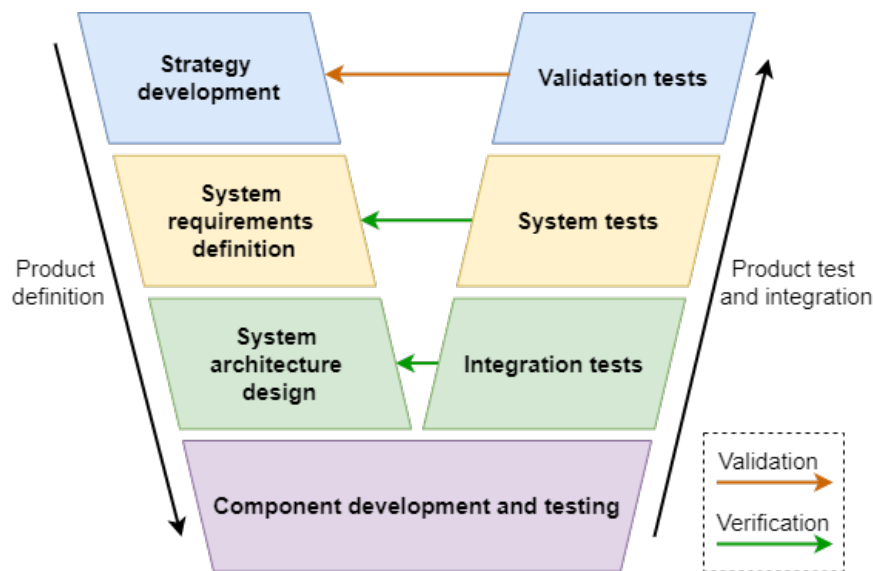 Strategy
development
Validation tests
System
requirements
definition
System tests
Product
definition
Product test
and integration
System
architecture
design
Integration tests
Component development and testing
Validation
Verification